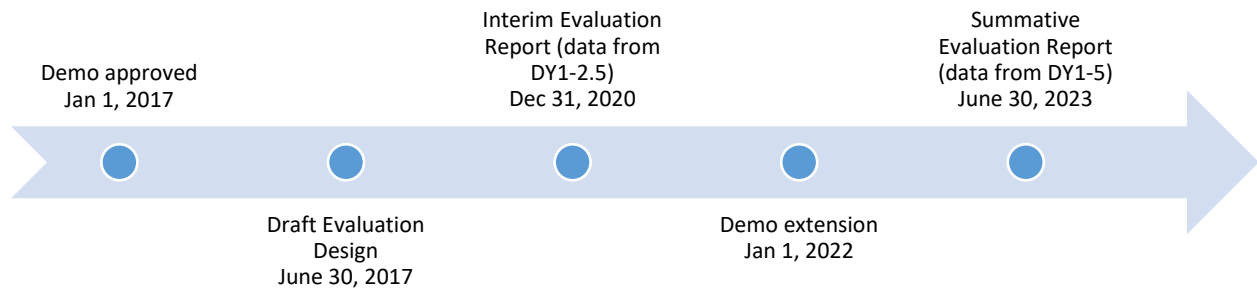 Demo approved
Jan 1, 2017
Draft Evaluation
Design
June 30, 2017
Interim Evaluation
Report (data from
DY1-2.5)
Dec 31, 2020
Demo extension
Jan 1, 2022
Summative
Evaluation Report
(data from DY1-5)
June 30, 2023